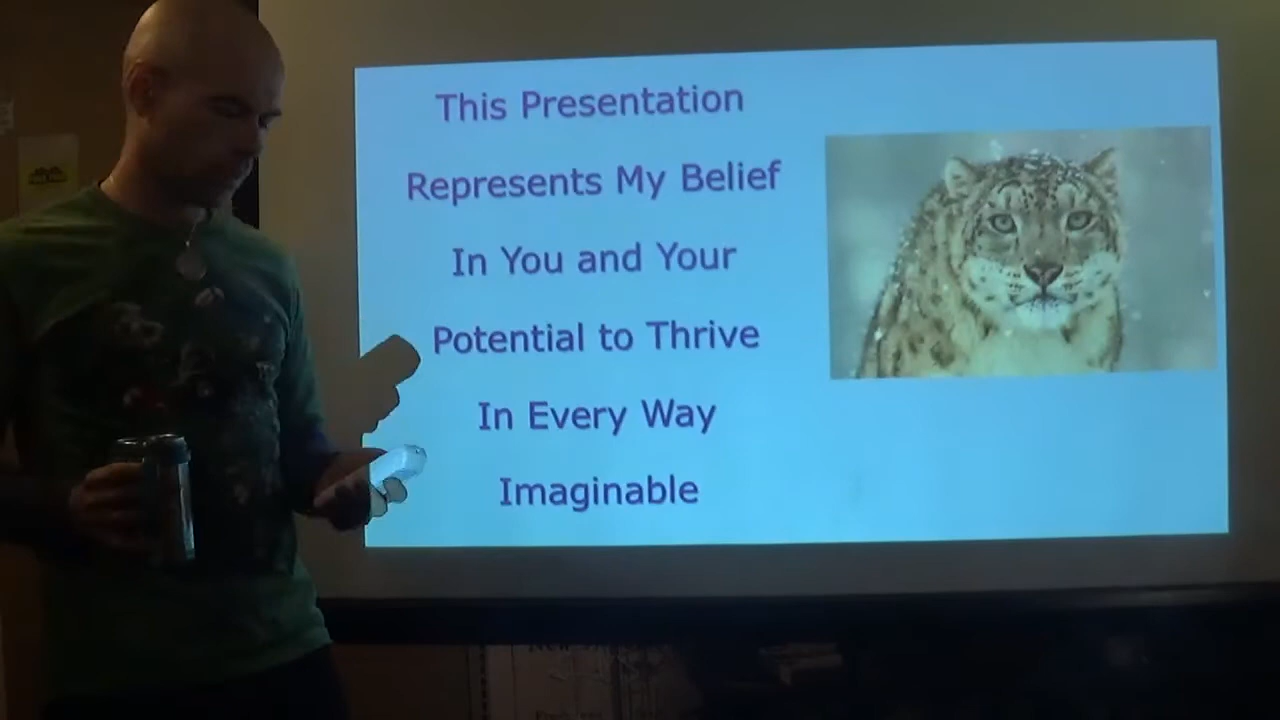 This Presentation
Represents My Belief
In You and Your
Potential to Thrive
In Every Way
Imaginable